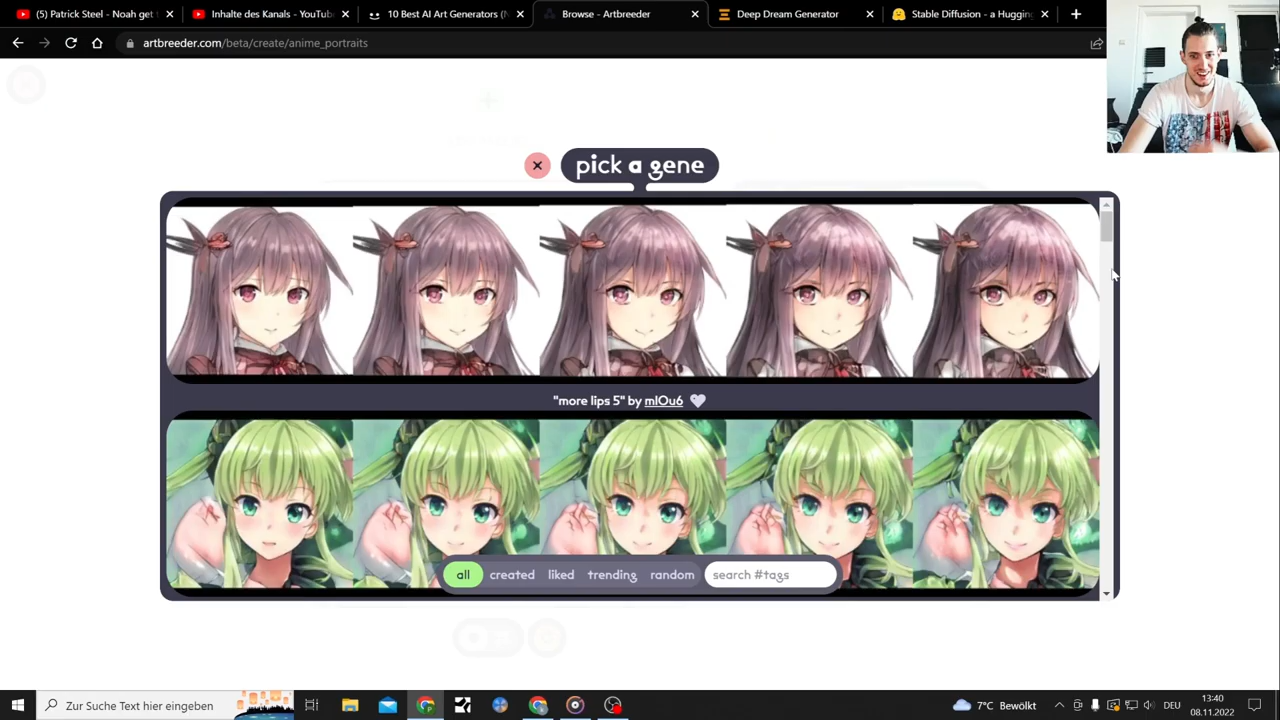 (5) Patrick Steel - Noah get
Inhalte des Kanals - YouTub
10 Best AI Art Generators (N
Browse - Artbreeder
Deep Dream Generator
Stable Diffusion - a Hugging
artbreeder.com/beta/create/anime_portraits
pick a gene
"more lips 5" by mlOu6
all created liked trending random search #tags
Zur Suche Text hier eingeben
7°C Bewölkt
DEU
13:40
08.11.2022